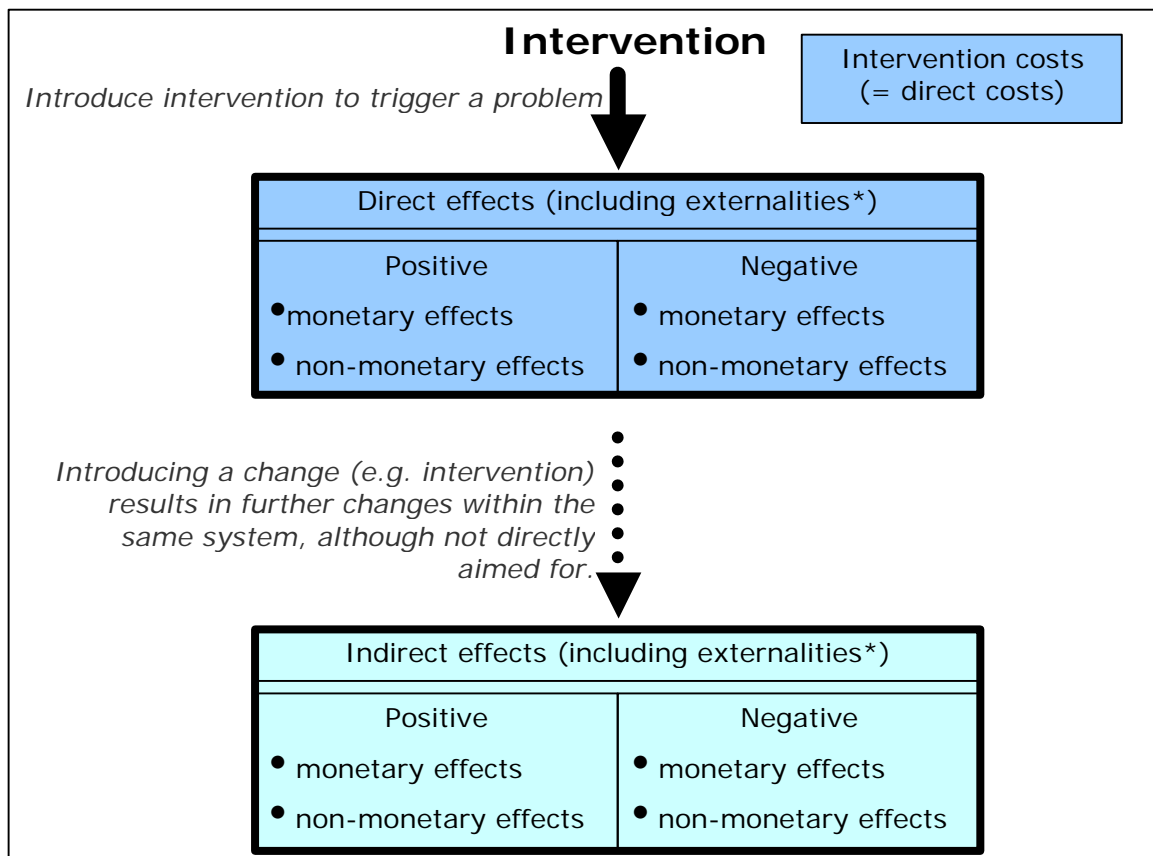 Intervention
Intervention costs
(= direct costs)
Introduce intervention to trigger a problem
Direct effects (including externalities*)
Positive
•monetary effects
• non-monetary effects
Negative
• monetary effects
• non-monetary effects
Introducing a change (e.g. intervention)
results in further changes within the
same system, although not directly
aimed for.
Indirect effects (including externalities*)
Positive
• monetary effects
• non-monetary effects
Negative
• monetary effects
• non-monetary effects